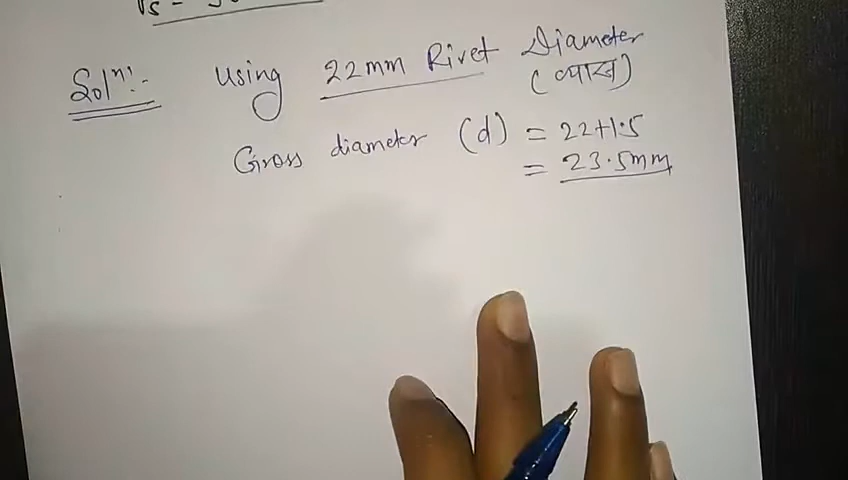 Solⁿ:- Using 22mm Rivet Diameter
(व्यास)
Gross diameter (d) = 22+1.5
= 23.5mm